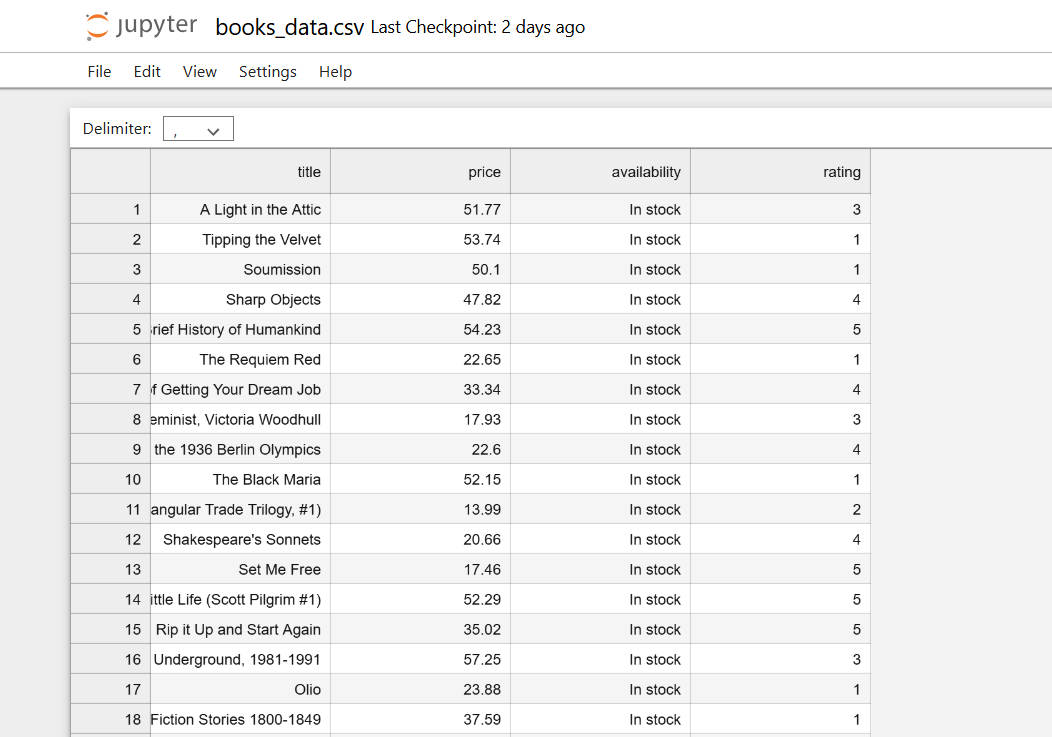 jupyter books_data.csv Last Checkpoint: 2 days ago
File Edit View Settings Help
Delimiter: ,
title price availability rating
1 A Light in the Attic 51.77 In stock 3
2 Tipping the Velvet 53.74 In stock 1
3 Soumission 50.1 In stock 1
4 Sharp Objects 47.82 In stock 4
5 History of Humankind 54.23 In stock 5
6 The Requiem Red 22.65 In stock 1
7 Getting Your Dream Job 33.34 In stock 4
8 Victoria Woodhull 17.93 In stock 3
9 the 1936 Berlin Olympics 22.6 In stock 4
10 The Black Maria 52.15 In stock 1
11 Trade Trilogy, #1) 13.99 In stock 2
12 Shakespeare's Sonnets 20.66 In stock 4
13 Set Me Free 17.46 In stock 5
14 Life (Scott Pilgrim #1) 52.29 In stock 5
15 Rip it Up and Start Again 35.02 In stock 5
16 Underground, 1981-1991 57.25 In stock 3
17 Olio 23.88 In stock 1
18 Fiction Stories 1800-1849 37.59 In stock 1